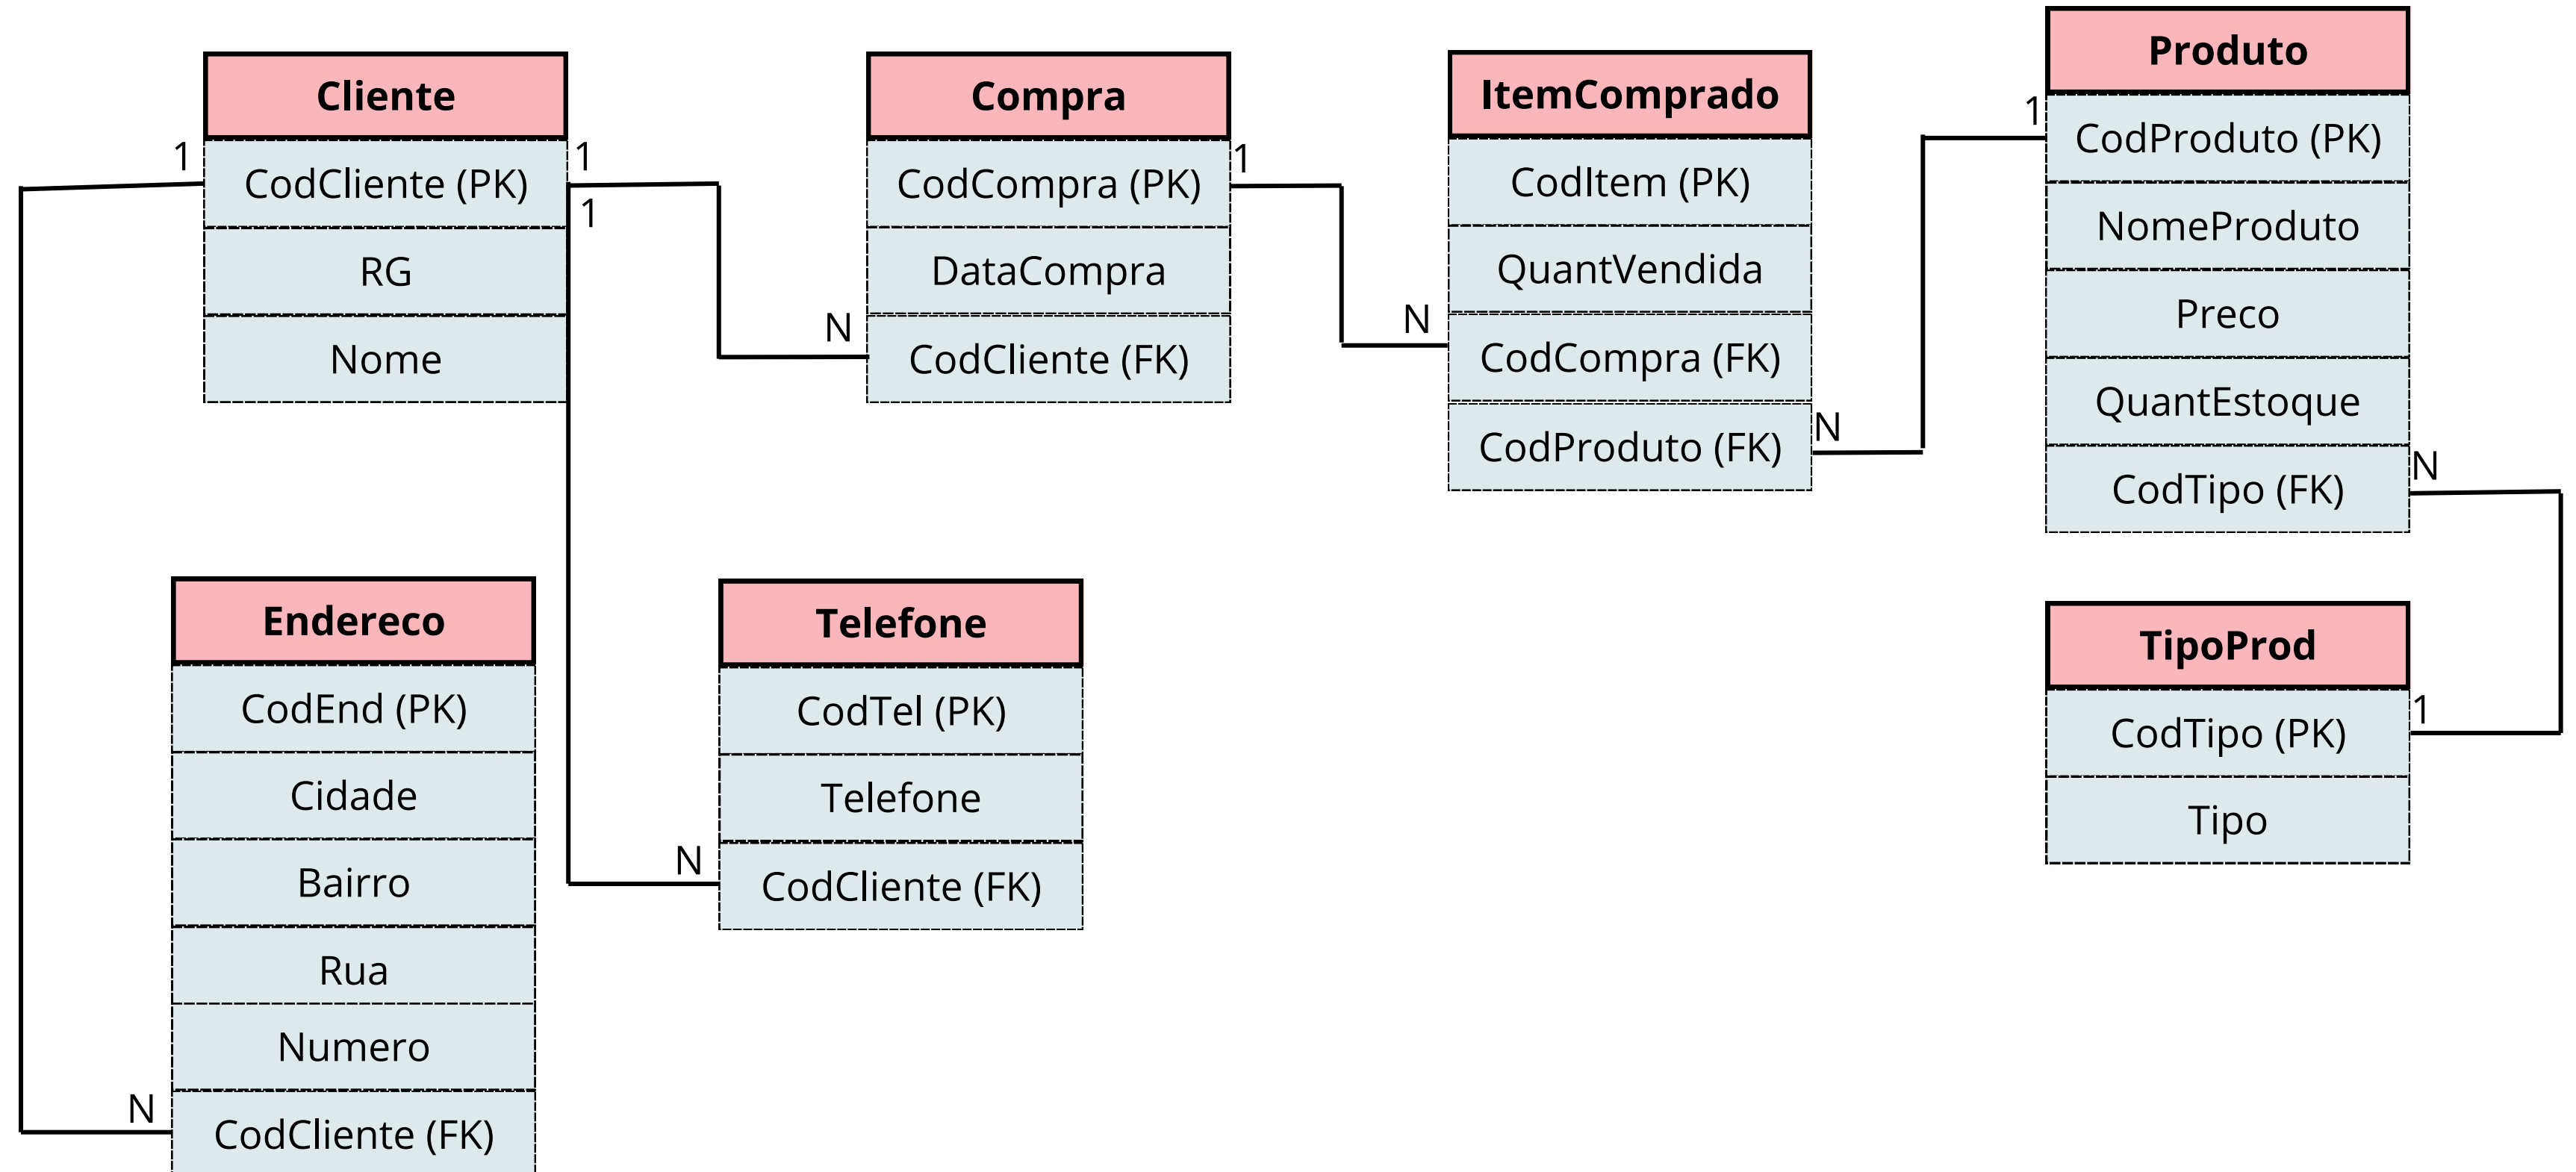 Cliente
1
CodCliente (PK)
1
1
RG
Nome
Compra
CodCompra (PK)
1
DataCompra
N
CodCliente (FK)
ItemComprado
CodItem (PK)
QuantVendida
N
CodCompra (FK)
CodProduto (FK)
N
Produto
1
CodProduto (PK)
NomeProduto
Preco
QuantEstoque
CodTipo (FK)
N
Endereco
CodEnd (PK)
Cidade
Bairro
Rua
Numero
N
CodCliente (FK)
Telefone
CodTel (PK)
Telefone
N
CodCliente (FK)
TipoProd
CodTipo (PK)
1
Tipo